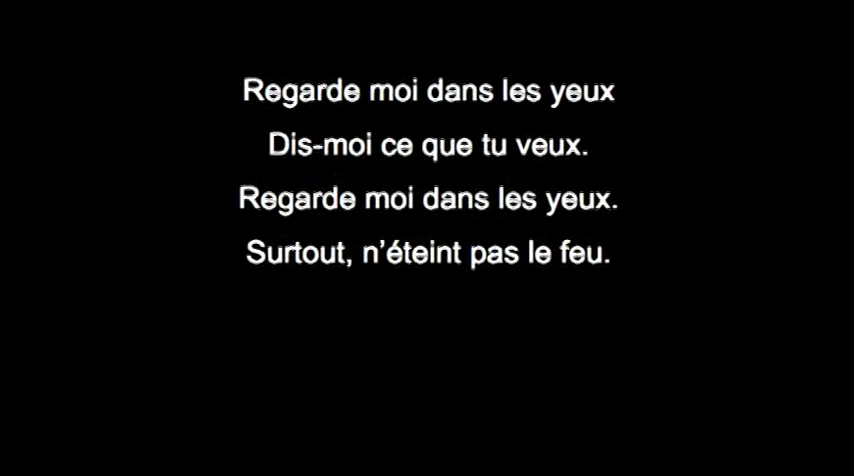 Regarde moi dans les yeux
Dis-moi ce que tu veux.
Regarde moi dans les yeux.
Surtout, n’éteint pas le feu.